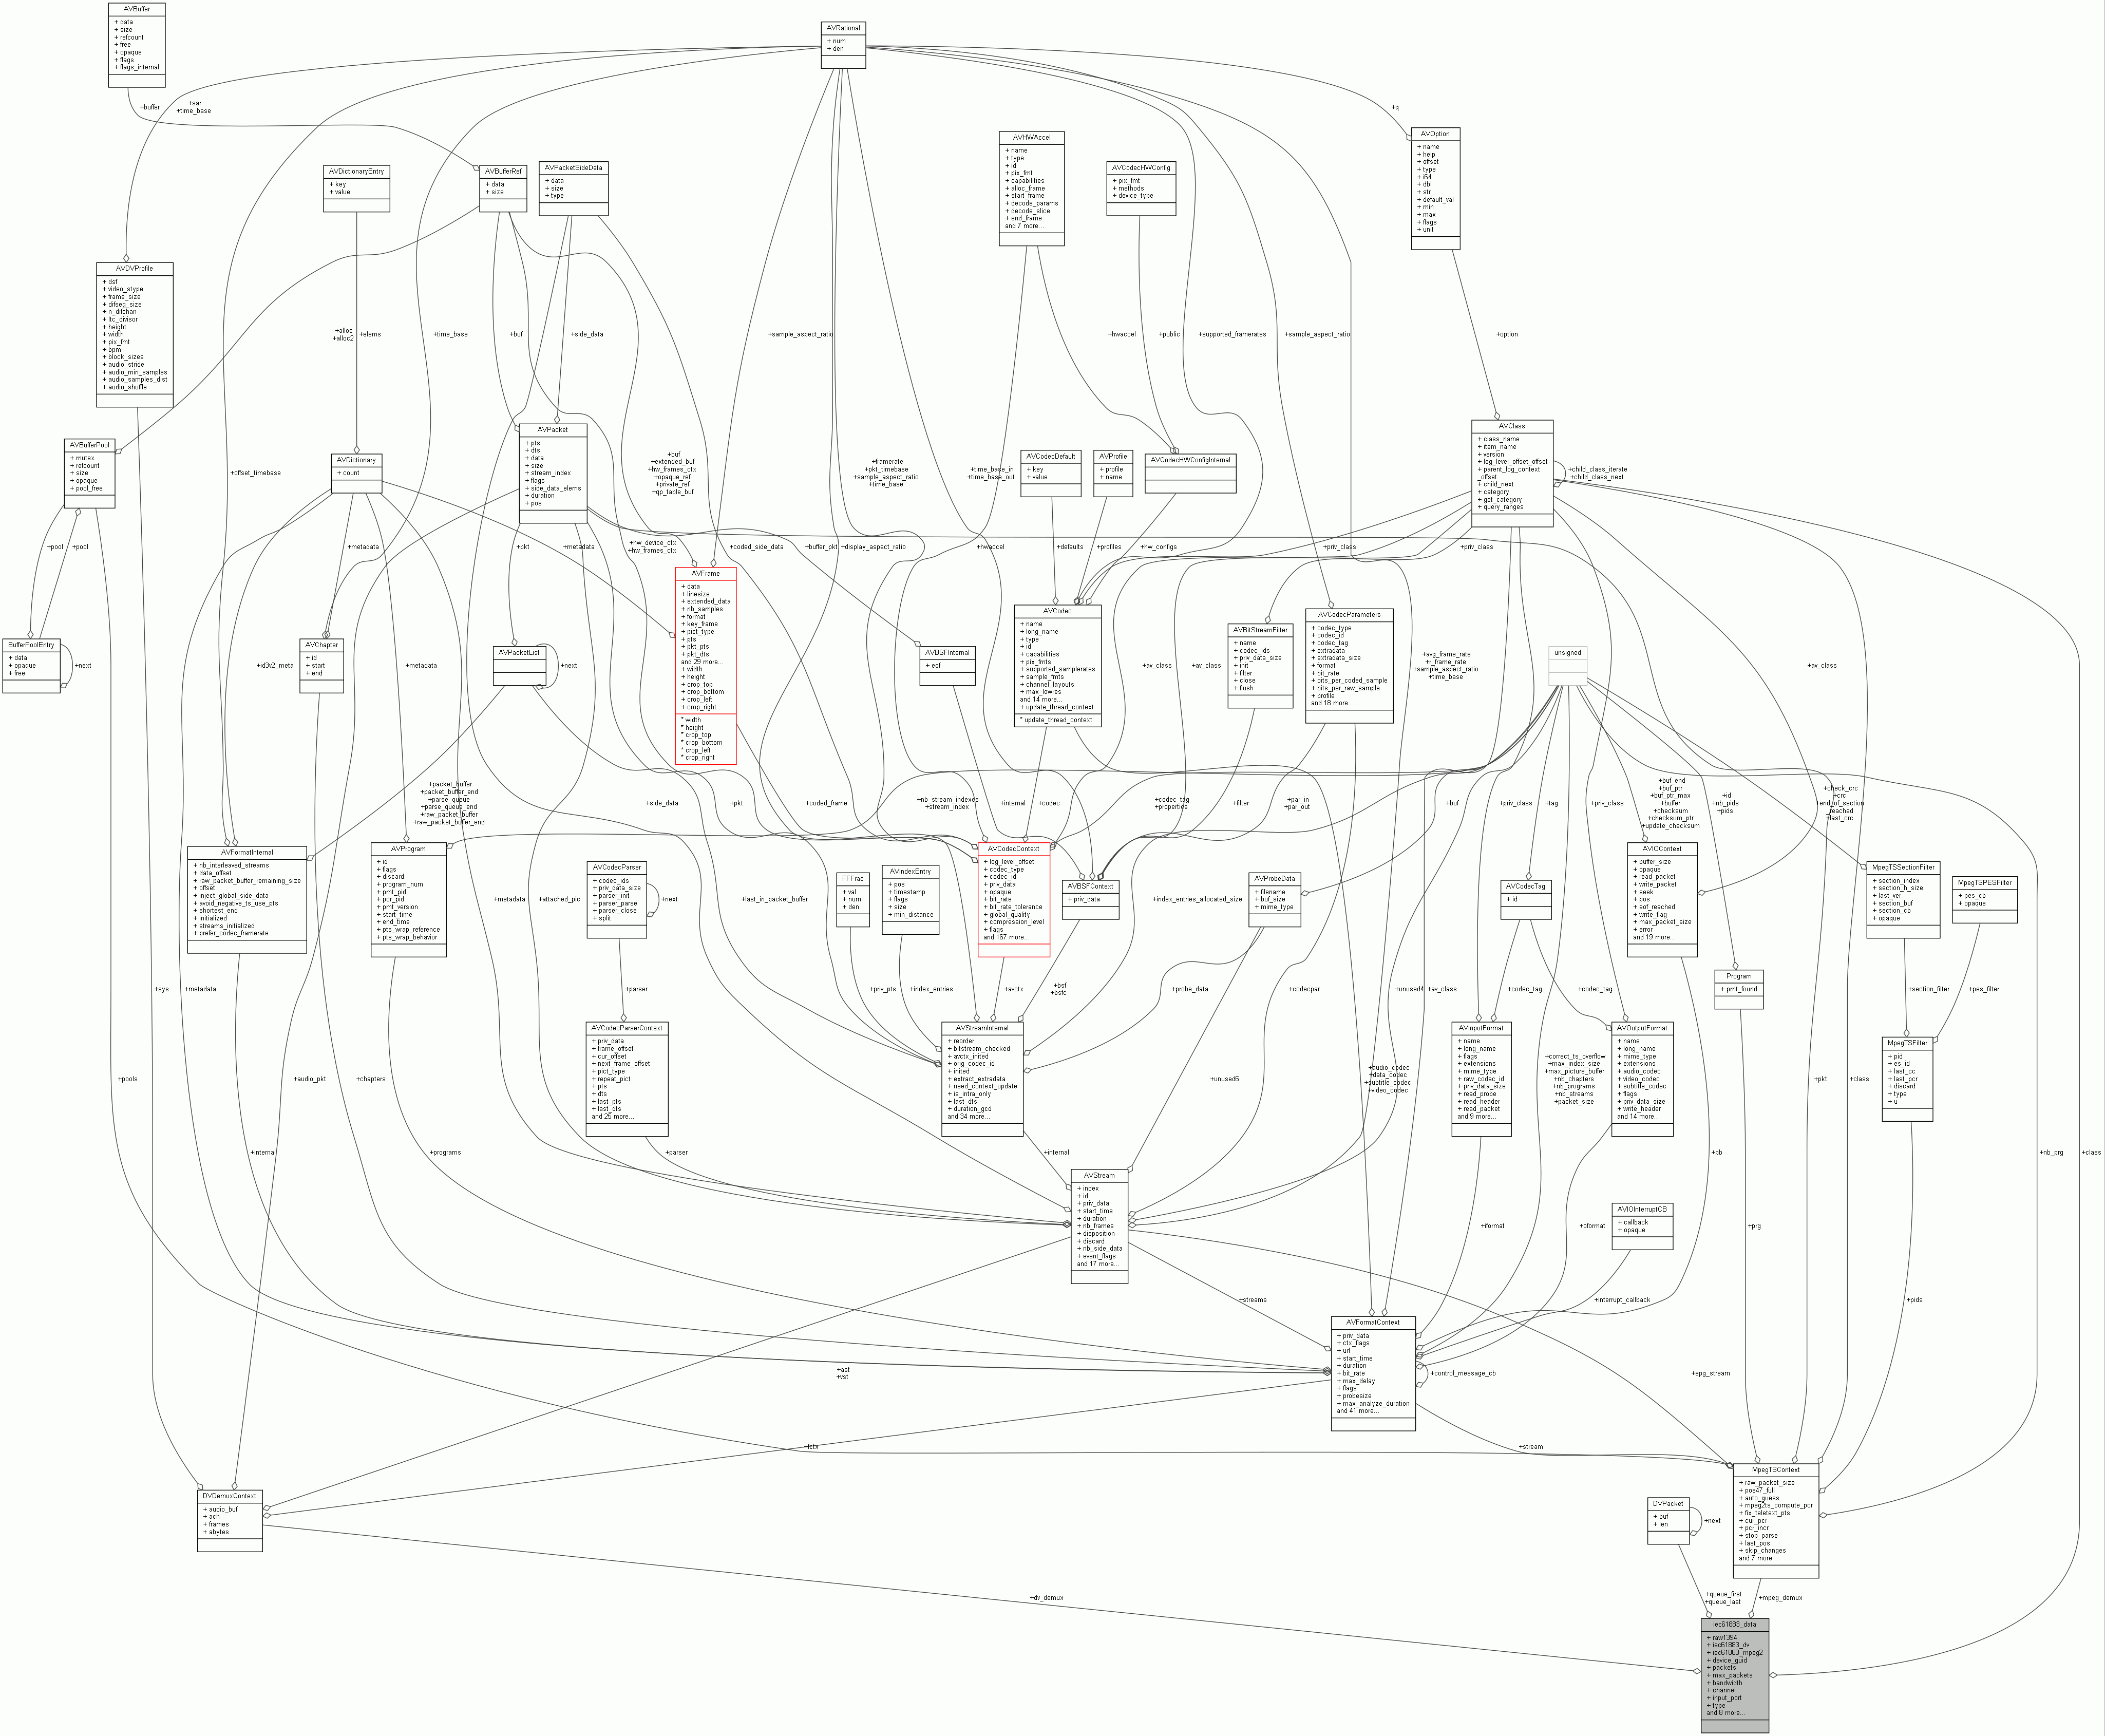 AVBuffer
+ data
+ size
+ refcount
+ free
+ opaque
+ flags
+ flags_internal
AVRational
+ num
+ den
+buffer
+sar
+time_base
+q
AVOption
+ name
+ help
+ offset
+ type
+ i64
+ dbl
+ str
+ default_val
+ min
+ max
+ flags
+ unit
AVHWAccel
+ name
+ type
+ id
+ pix_fmt
+ capabilities
+ alloc_frame
+ start_frame
+ decode_params
+ decode_slice
+ end_frame
and 7 more...
AVCodecHWConfig
+ pix_fmt
+ methods
+ device_type
AVDictionaryEntry
+ key
+ value
AVBufferRef
+ data
+ size
AVPacketSideData
+ data
+ size
+ type
AVDVProfile
+ dsf
+ video_stype
+ frame_size
+ difseg_size
+ n_difchan
+ ltc_divisor
+ height
+ width
+ pix_fmt
+ bpm
+ block_sizes
+ audio_stride
+ audio_min_samples
+ audio_samples_dist
+ audio_shuffle
+alloc
+alloc2
+elems
+time_base
+buf
+side_data
+sample_aspect_ratio
+hwaccel
+public
+supported_framerates
+sample_aspect_ratio
+option
AVBufferPool
+ mutex
+ refcount
+ size
+ opaque
+ pool_free
+offset_timebase
AVDictionary
+ count
AVPacket
+ pts
+ dts
+ data
+ size
+ stream_index
+ flags
+ side_data_elems
+ duration
+ pos
+buf
+extended_buf
+hw_frames_ctx
+opaque_ref
+private_ref
+qp_table_buf
+framerate
+pkt_timebase
+sample_aspect_ratio
+time_base
+time_base_in
+time_base_out
AVCodecDefault
+ key
+ value
AVProfile
+ profile
+ name
AVCodecHWConfigInternal
AVClass
+ class_name
+ item_name
+ version
+ log_level_offset_offset
+ parent_log_context
_offset
+ child_next
+ category
+ get_category
+ query_ranges
+child_class_iterate
+child_class_next
+pool
+pool
+metadata
+pkt
+metadata
+hw_device_ctx
+hw_frames_ctx
+coded_side_data
+buffer_pkt
+display_aspect_ratio
+hwaccel
+defaults
+profiles
+hw_configs
+priv_class
+priv_class
AVFrame
+ data
+ linesize
+ extended_data
+ nb_samples
+ format
+ key_frame
+ pict_type
+ pts
+ pkt_pts
+ pkt_dts
and 29 more...
+ width
+ height
+ crop_top
+ crop_bottom
+ crop_left
+ crop_right
* width
* height
* crop_top
* crop_bottom
* crop_left
* crop_right
BufferPoolEntry
+ data
+ opaque
+ free
+next
+id3v2_meta
AVChapter
+ id
+ start
+ end
+metadata
AVPacketList
+next
AVBSFInternal
+ eof
AVCodec
+ name
+ long_name
+ type
+ id
+ capabilities
+ pix_fmts
+ supported_samplerates
+ sample_fmts
+ channel_layouts
+ max_lowres
and 14 more...
+ update_thread_context
* update_thread_context
+av_class
+av_class
AVBitStreamFilter
+ name
+ codec_ids
+ priv_data_size
+ init
+ filter
+ close
+ flush
AVCodecParameters
+ codec_type
+ codec_id
+ codec_tag
+ extradata
+ extradata_size
+ format
+ bit_rate
+ bits_per_coded_sample
+ bits_per_raw_sample
+ profile
and 18 more...
+avg_frame_rate
+r_frame_rate
+sample_aspect_ratio
+time_base
unsigned
+av_class
+packet_buffer
+packet_buffer_end
+parse_queue
+parse_queue_end
+raw_packet_buffer
+raw_packet_buffer_end
+side_data
+pkt
+coded_frame
+nb_stream_indexes
+stream_index
+internal
+codec
+codec_tag
+properties
+filter
+par_in
+par_out
+buf
+priv_class
+tag
+priv_class
+buf_end
+buf_ptr
+buf_ptr_max
+buffer
+checksum
+checksum_ptr
+update_checksum
+id
+nb_pids
+pids
+check_crc
+crc
+end_of_section
_reached
+last_crc
AVFormatInternal
+ nb_interleaved_streams
+ data_offset
+ raw_packet_buffer_remaining_size
+ offset
+ inject_global_side_data
+ avoid_negative_ts_use_pts
+ shortest_end
+ initialized
+ streams_initialized
+ prefer_codec_framerate
AVProgram
+ id
+ flags
+ discard
+ program_num
+ pmt_pid
+ pcr_pid
+ pmt_version
+ start_time
+ end_time
+ pts_wrap_reference
+ pts_wrap_behavior
AVCodecParser
+ codec_ids
+ priv_data_size
+ parser_init
+ parser_parse
+ parser_close
+ split
+next
+attached_pic
+last_in_packet_buffer
FFFrac
+ val
+ num
+ den
AVIndexEntry
+ pos
+ timestamp
+ flags
+ size
+ min_distance
AVCodecContext
+ log_level_offset
+ codec_type
+ codec_id
+ priv_data
+ opaque
+ bit_rate
+ bit_rate_tolerance
+ global_quality
+ compression_level
+ flags
and 167 more...
AVBSFContext
+ priv_data
+index_entries_allocated_size
AVProbeData
+ filename
+ buf_size
+ mime_type
AVCodecTag
+ id
AVIOContext
+ buffer_size
+ opaque
+ read_packet
+ write_packet
+ seek
+ pos
+ eof_reached
+ write_flag
+ max_packet_size
+ error
and 19 more...
MpegTSSectionFilter
+ section_index
+ section_h_size
+ last_ver
+ section_buf
+ section_cb
+ opaque
MpegTSPESFilter
+ pes_cb
+ opaque
Program
+ pmt_found
+metadata
+sys
+parser
+priv_pts
+index_entries
+avctx
+bsf
+bsfc
+probe_data
+codecpar
+unused4
+av_class
+codec_tag
+codec_tag
+section_filter
+pes_filter
AVCodecParserContext
+ priv_data
+ frame_offset
+ cur_offset
+ next_frame_offset
+ pict_type
+ repeat_pict
+ pts
+ dts
+ last_pts
+ last_dts
and 25 more...
AVStreamInternal
+ reorder
+ bitstream_checked
+ avctx_inited
+ orig_codec_id
+ inited
+ extract_extradata
+ need_context_update
+ is_intra_only
+ last_dts
+ duration_gcd
and 34 more...
AVInputFormat
+ name
+ long_name
+ flags
+ extensions
+ mime_type
+ raw_codec_id
+ priv_data_size
+ read_probe
+ read_header
+ read_packet
and 9 more...
AVOutputFormat
+ name
+ long_name
+ mime_type
+ extensions
+ audio_codec
+ video_codec
+ subtitle_codec
+ flags
+ priv_data_size
+ write_header
and 14 more...
MpegTSFilter
+ pid
+ es_id
+ last_cc
+ last_pcr
+ discard
+ type
+ u
+pools
+audio_pkt
+chapters
+metadata
+unused6
+audio_codec
+data_codec
+subtitle_codec
+video_codec
+correct_ts_overflow
+max_index_size
+max_picture_buffer
+nb_chapters
+nb_programs
+nb_streams
+packet_size
+pkt
+class
+internal
+programs
+parser
+internal
+pb
+nb_prg
+class
AVStream
+ index
+ id
+ priv_data
+ start_time
+ duration
+ nb_frames
+ disposition
+ discard
+ nb_side_data
+ event_flags
and 17 more...
+iformat
+oformat
AVIOInterruptCB
+ callback
+ opaque
+prg
+streams
+interrupt_callback
+pids
AVFormatContext
+ priv_data
+ ctx_flags
+ url
+ start_time
+ duration
+ bit_rate
+ max_delay
+ flags
+ probesize
+ max_analyze_duration
and 41 more...
+control_message_cb
+ast
+vst
+epg_stream
+fctx
+stream
DVDemuxContext
+ audio_buf
+ ach
+ frames
+ abytes
MpegTSContext
+ raw_packet_size
+ pos47_full
+ auto_guess
+ mpeg2ts_compute_pcr
+ fix_teletext_pts
+ cur_pcr
+ pcr_incr
+ stop_parse
+ last_pos
+ skip_changes
and 7 more...
DVPacket
+ buf
+ len
+next
+dv_demux
+queue_first
+queue_last
+mpeg_demux
iec61883_data
+ raw1394
+ iec61883_dv
+ iec61883_mpeg2
+ device_guid
+ packets
+ max_packets
+ bandwidth
+ channel
+ input_port
+ type
and 8 more...